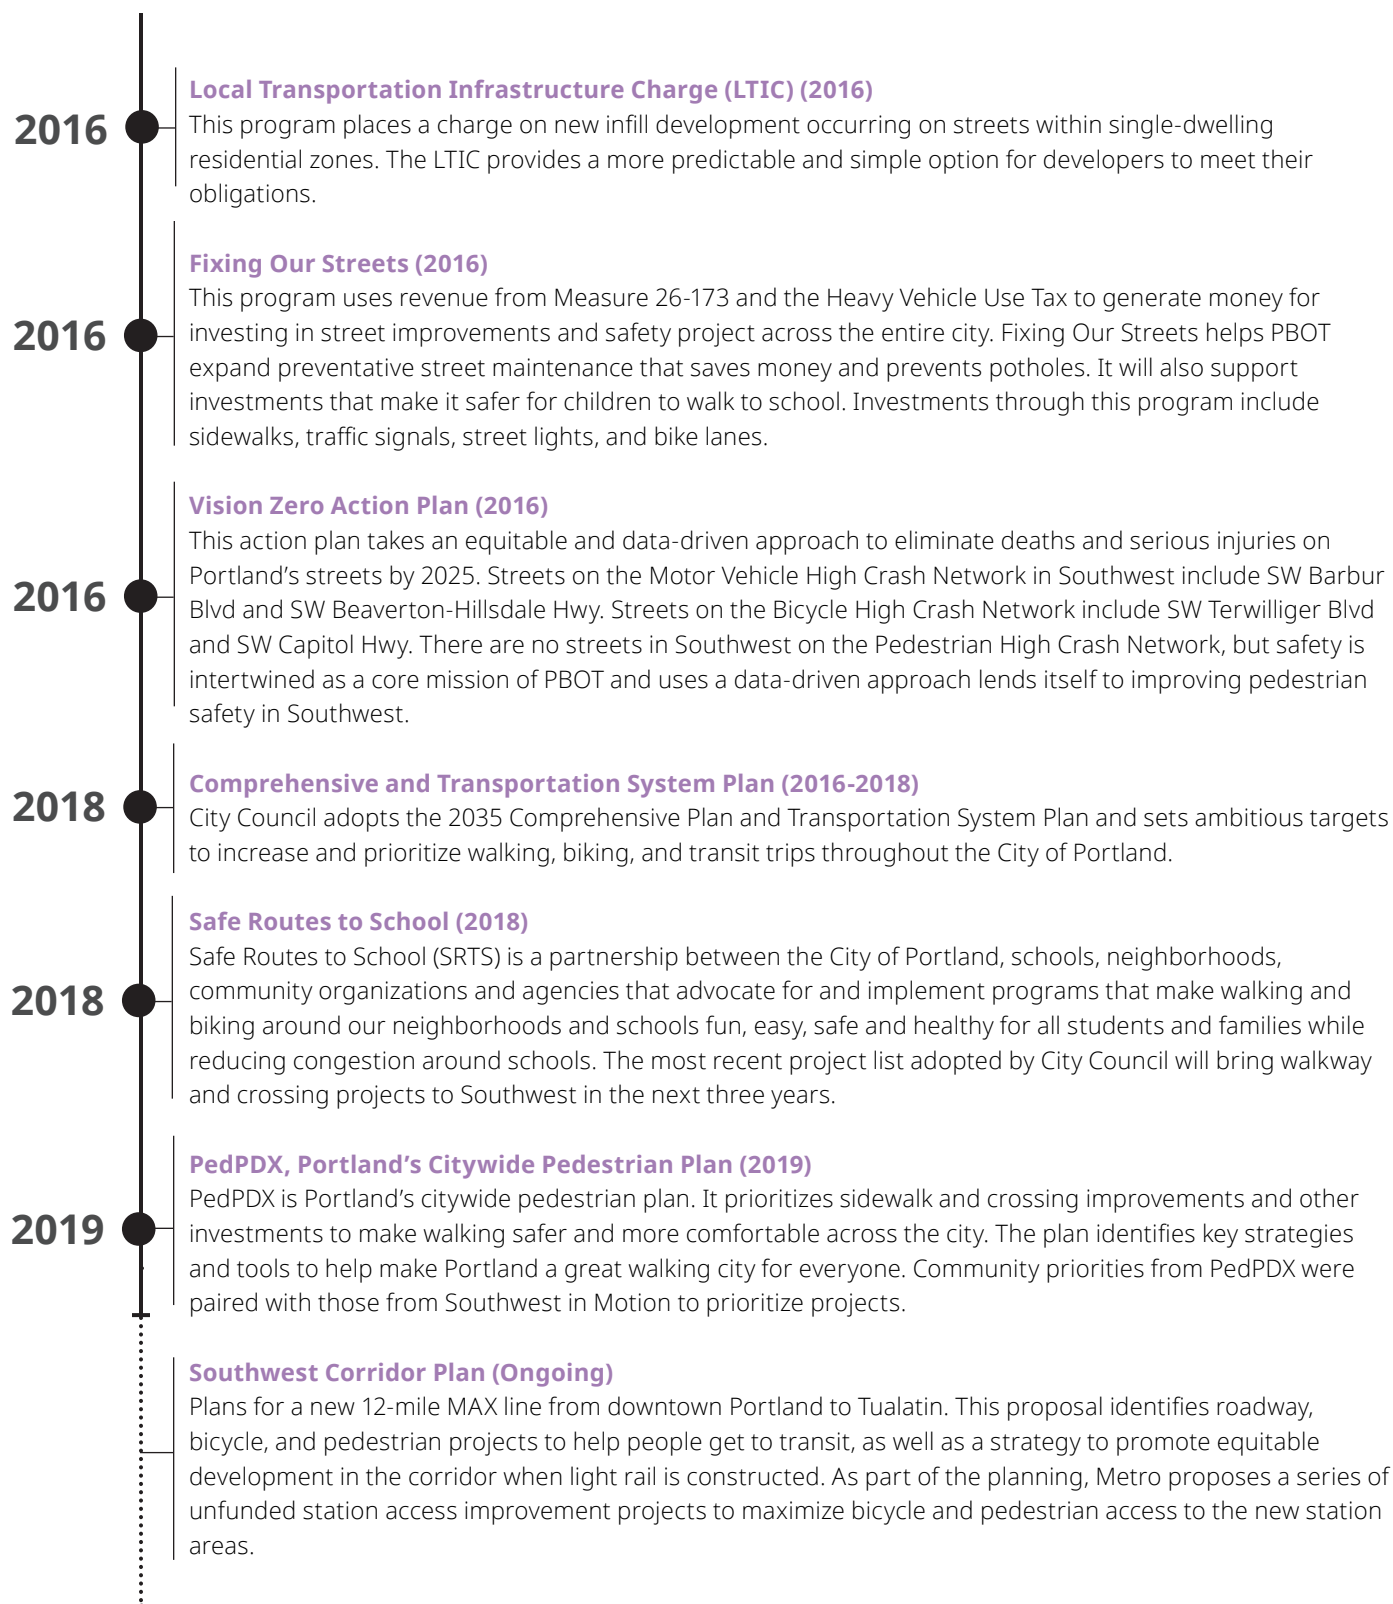 Local Transportation Infrastructure Charge (LTIC) (2016)
2016
This program places a charge on new infill development occurring on streets within single-dwelling
residential zones. The LTIC provides a more predictable and simple option for developers to meet their
obligations.
Fixing Our Streets (2016)
This program uses revenue from Measure 26-173 and the Heavy Vehicle Use Tax to generate money for
2016
investing in street improvements and safety project across the entire city. Fixing Our Streets helps PBOT
expand preventative street maintenance that saves money and prevents potholes. It will also support
investments that make it safer for children to walk to school. Investments through this program include
sidewalks, traffic signals, street lights, and bike lanes.
Vision Zero Action Plan (2016)
This action plan takes an equitable and data-driven approach to eliminate deaths and serious injuries on
Portland's streets by 2025. Streets on the Motor Vehicle High Crash Network in Southwest include SW Barbur
2016
Blvd and SW Beaverton-Hillsdale Hwy. Streets on the Bicycle High Crash Network include SW Terwilliger Blvd
and SW Capitol Hwy. There are no streets in Southwest on the Pedestrian High Crash Network, but safety is
intertwined as a core mission of PBOT and uses a data-driven approach lends itself to improving pedestrian
safety in Southwest.
Comprehensive and Transportation System Plan (2016-2018)
2018
City Council adopts the 2035 Comprehensive Plan and Transportation System Plan and sets ambitious targets
to increase and prioritize walking, biking, and transit trips throughout the City of Portland.
Safe Routes to School (2018)
Safe Routes to School (SRTS) is a partnership between the City of Portland, schools, neighborhoods,
2018
community organizations and agencies that advocate for and implement programs that make walking and
biking around our neighborhoods and schools fun, easy, safe and healthy for all students and families while
reducing congestion around schools. The most recent project list adopted by City Council will bring walkway
and crossing projects to Southwest in the next three years.
PedPDX, Portland's Citywide Pedestrian Plan (2019)
PedPDX is Portland's citywide pedestrian plan. It prioritizes sidewalk and crossing improvements and other
2019
investments to make walking safer and more comfortable across the city. The plan identifies key strategies
and tools to help make Portland a great walking city for everyone. Community priorities from PedPDX were
paired with those from Southwest in Motion to prioritize projects.
Southwest Corridor Plan (Ongoing)
Plans for a new 12-mile MAX line from downtown Portland to Tualatin. This proposal identifies roadway,
bicycle, and pedestrian projects to help people get to transit, as well as a strategy to promote equitable
development in the corridor when light rail is constructed. As part of the planning, Metro proposes a series of
unfunded station access improvement projects to maximize bicycle and pedestrian access to the new station
areas.